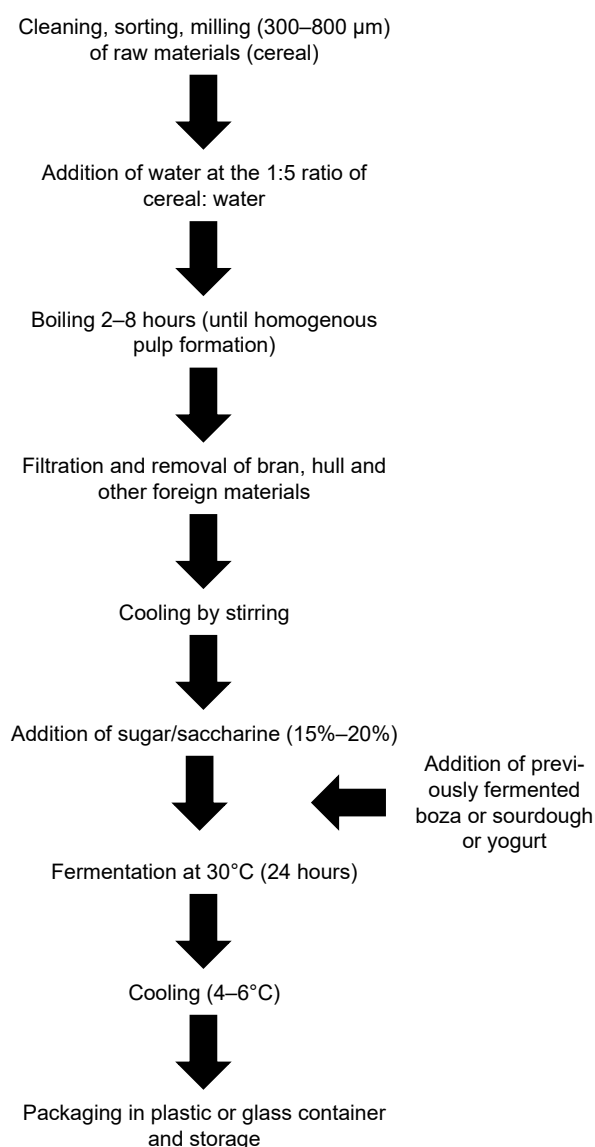 Cleaning, sorting, milling (300–800 µm)
of raw materials (cereal)
Addition of water at the 1:5 ratio of
cereal: water
Boiling 2–8 hours (until homogenous
pulp formation)
Filtration and removal of bran, hull and
other foreign materials
Cooling by stirring
Addition of sugar/saccharine (15%–20%)
Addition of previ-
ously fermented
boza or sourdough
or yogurt
Fermentation at 30°C (24 hours)
Cooling (4–6°C)
Packaging in plastic or glass container
and storage